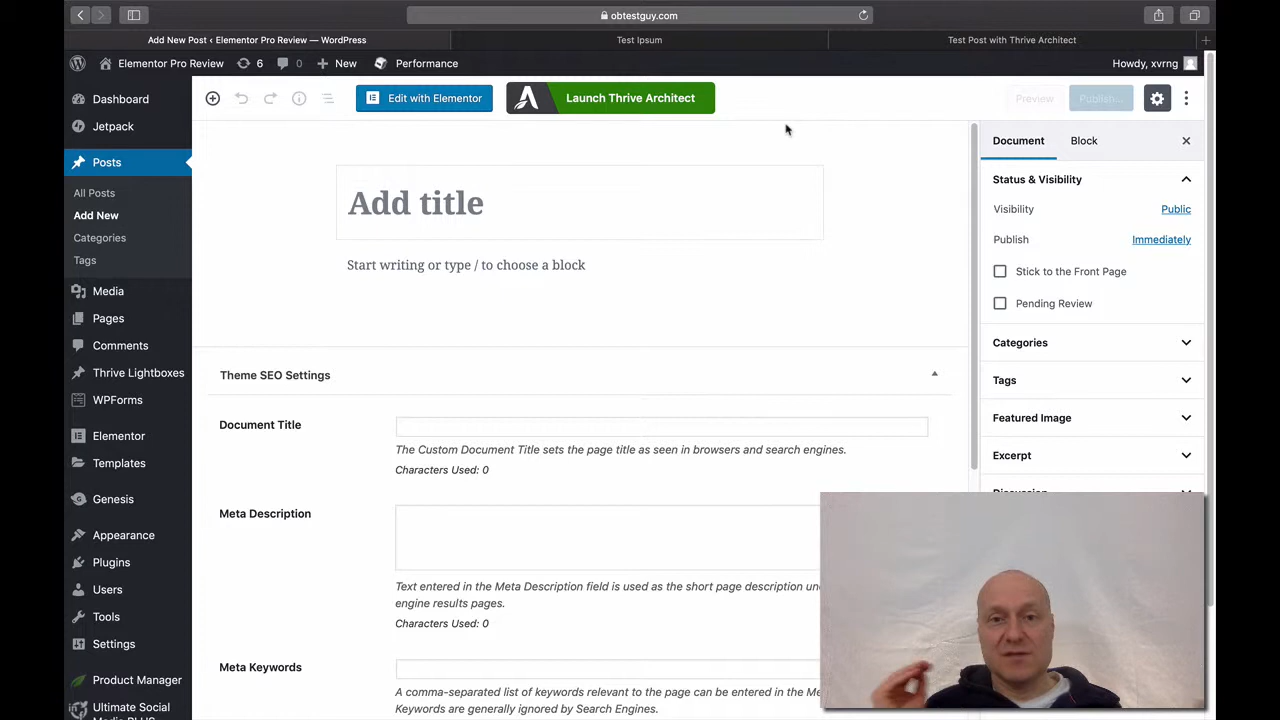 obtestguy.com
Add New Post ‹ Elementor Pro Review — WordPress
Test Ipsum
Test Post with Thrive Architect
Elementor Pro Review
6
0
New
Performance
Howdy, xvrng
Dashboard
Jetpack
Posts
All Posts
Add New
Categories
Tags
Media
Pages
Comments
Thrive Lightboxes
WPForms
Elementor
Templates
Genesis
Appearance
Plugins
Users
Tools
Settings
Product Manager
Ultimate Social
Edit with Elementor
Launch Thrive Architect
Preview
Publish...
Add title
Start writing or type / to choose a block
Theme SEO Settings
Document Title
The Custom Document Title sets the page title as seen in browsers and search engines.
Characters Used: 0
Meta Description
Text entered in the Meta Description field is used as the short page description
engine results pages.
Characters Used: 0
Meta Keywords
A comma-separated list of keywords relevant to the page can be entered in the
Keywords are generally ignored by Search Engines.
Document
Block
Status & Visibility
Visibility
Public
Publish
Immediately
Stick to the Front Page
Pending Review
Categories
Tags
Featured Image
Excerpt